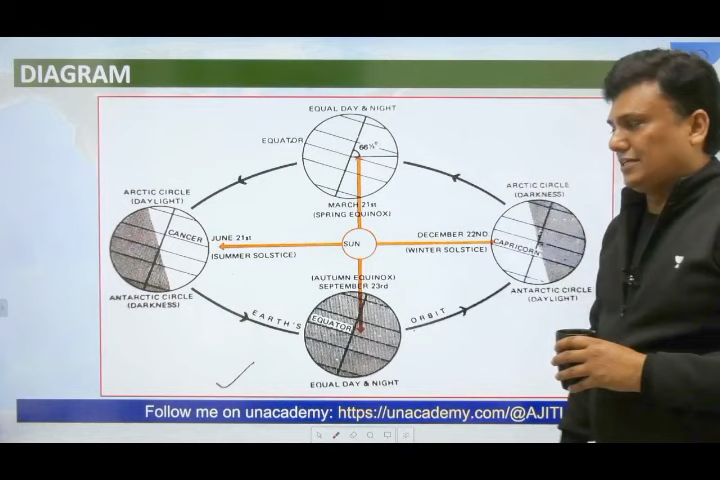 DIAGRAM
EQUAL DAY & NIGHT
EQUATOR
66½°
MARCH 21st
(SPRING EQUINOX)
ARCTIC CIRCLE
(DAYLIGHT)
CANCER
JUNE 21st
(SUMMER SOLSTICE)
ANTARCTIC CIRCLE
(DARKNESS)
SUN
ARCTIC CIRCLE
(DARKNESS)
DECEMBER 22ND
(WINTER SOLSTICE)
CAPRICORN
ANTARCTIC CIRCLE
(DAYLIGHT)
(AUTUMN EQUINOX)
SEPTEMBER 23rd
EQUATOR
EARTH'S ORBIT
EQUAL DAY & NIGHT
Follow me on unacademy: https://unacademy.com/@AJITI